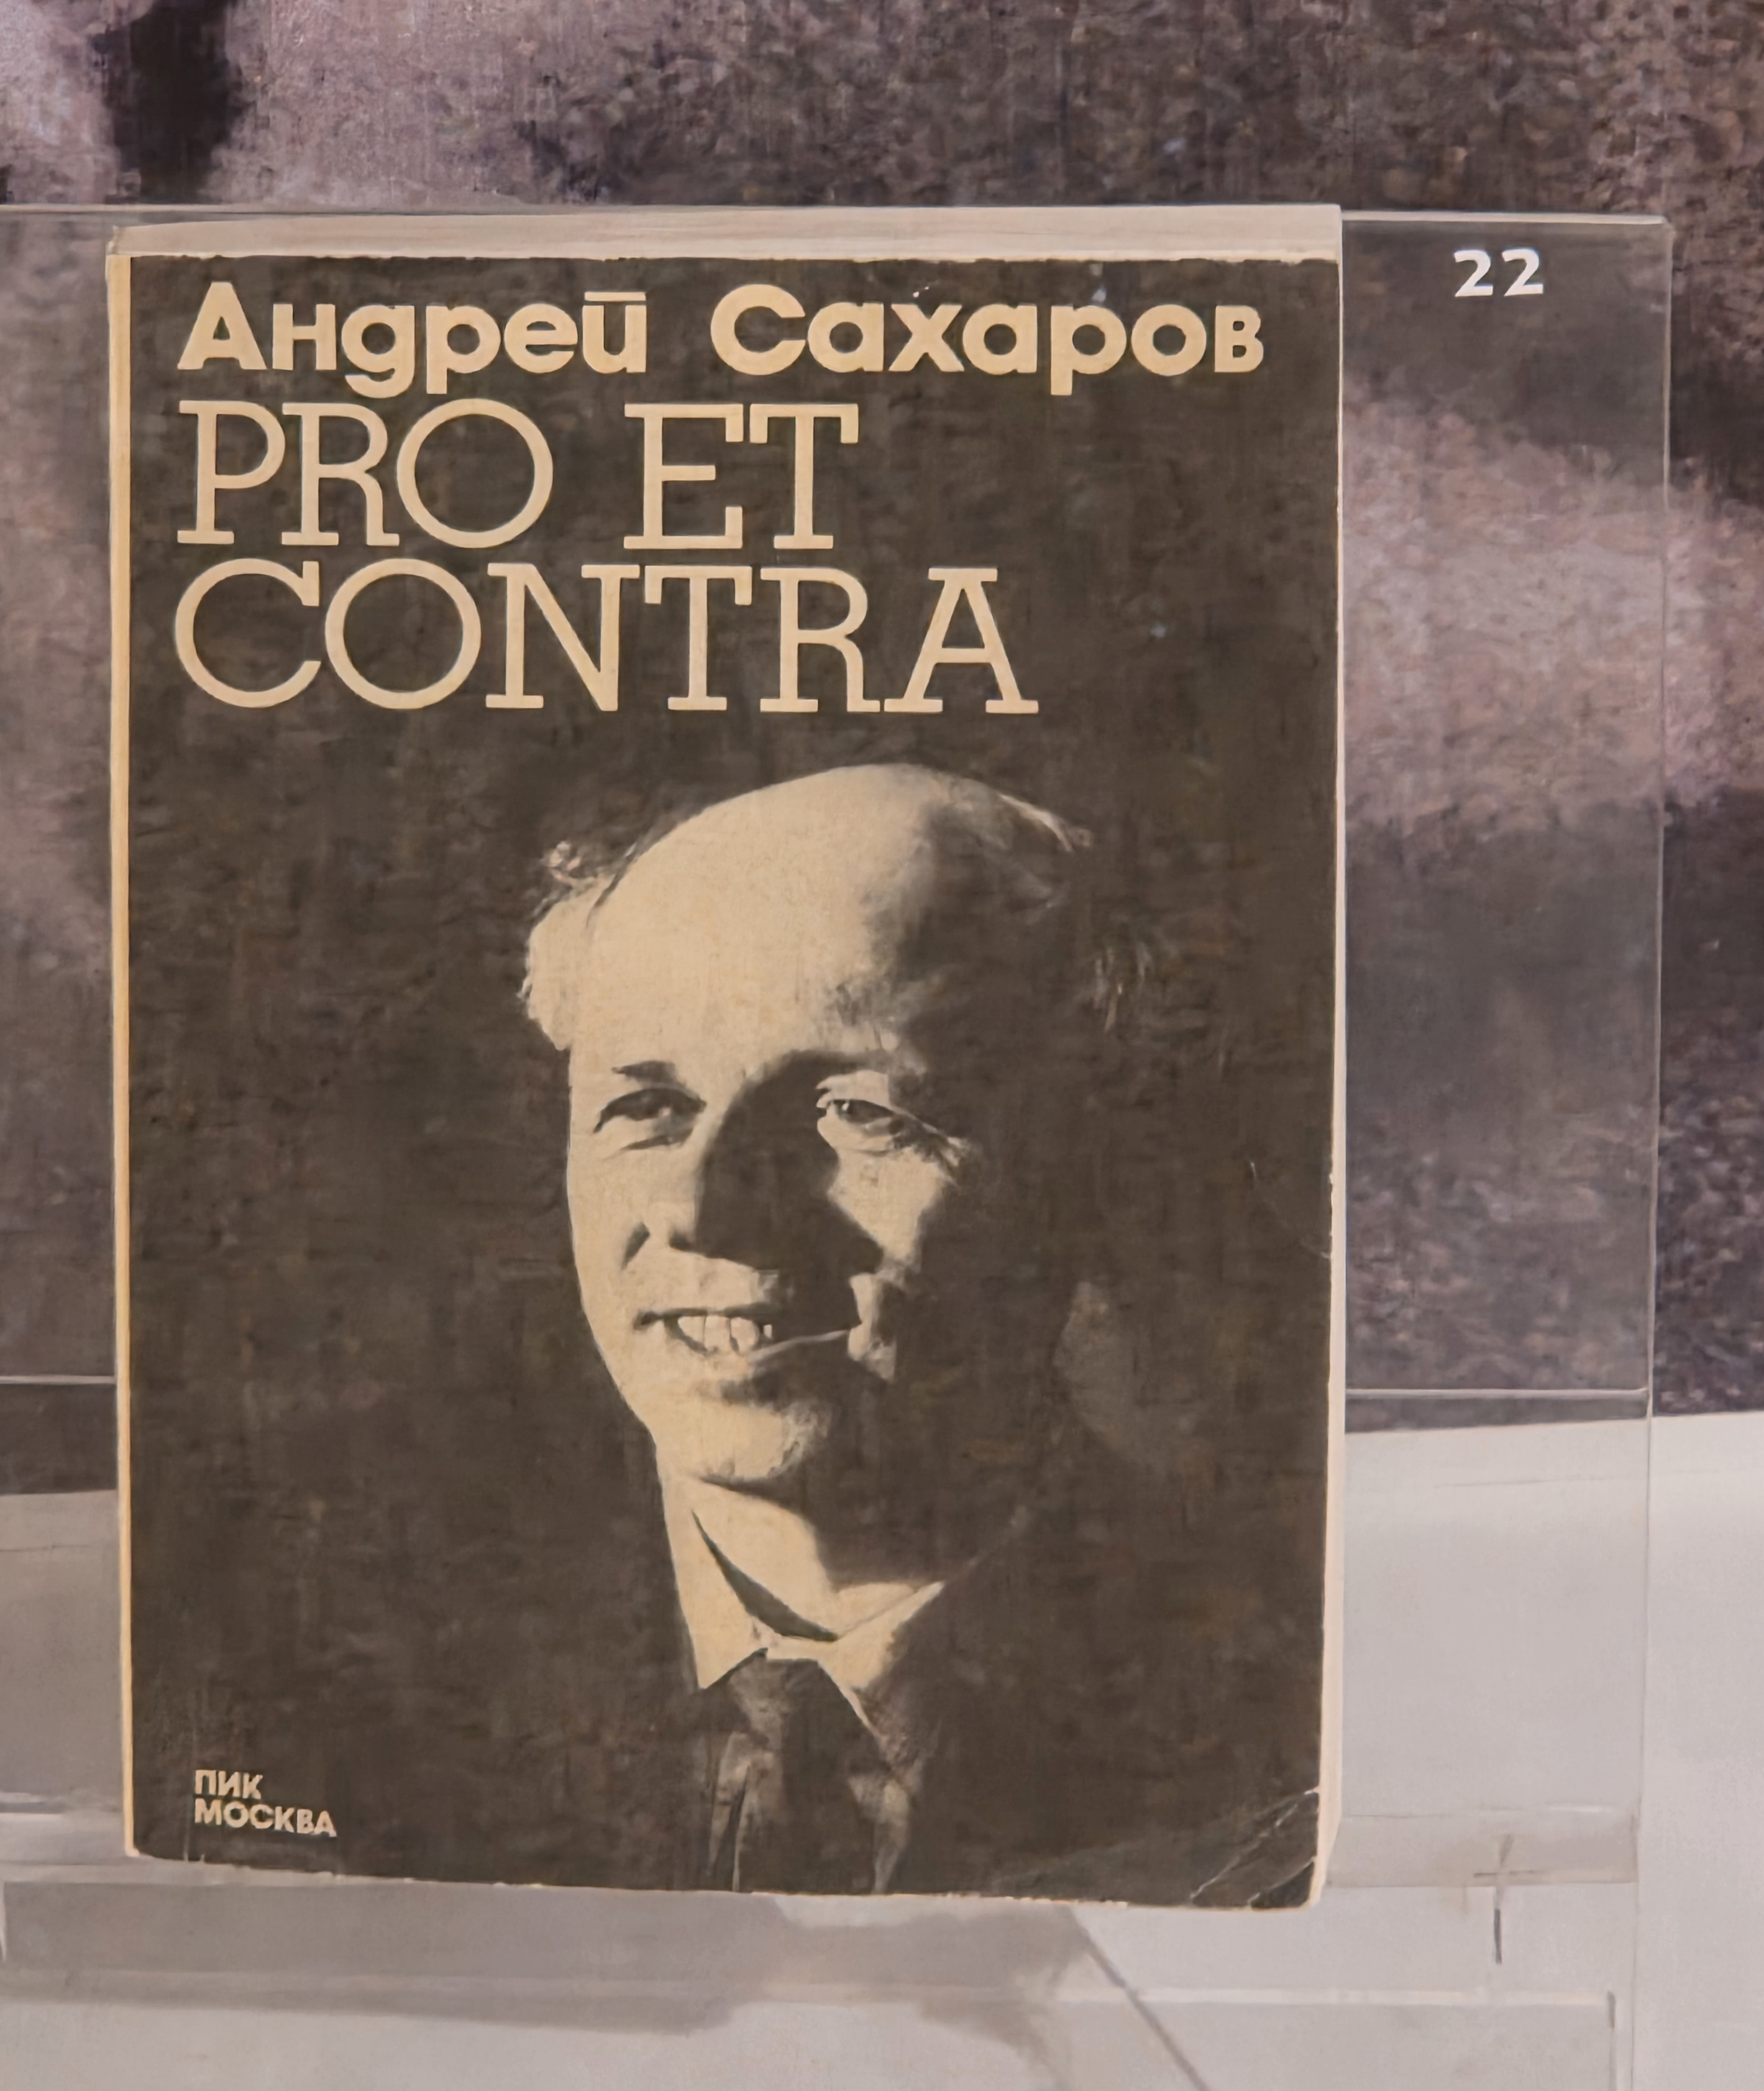 Андрей Сахаров
PRO ET
CONTRA
22
ПИК
МОСКВА